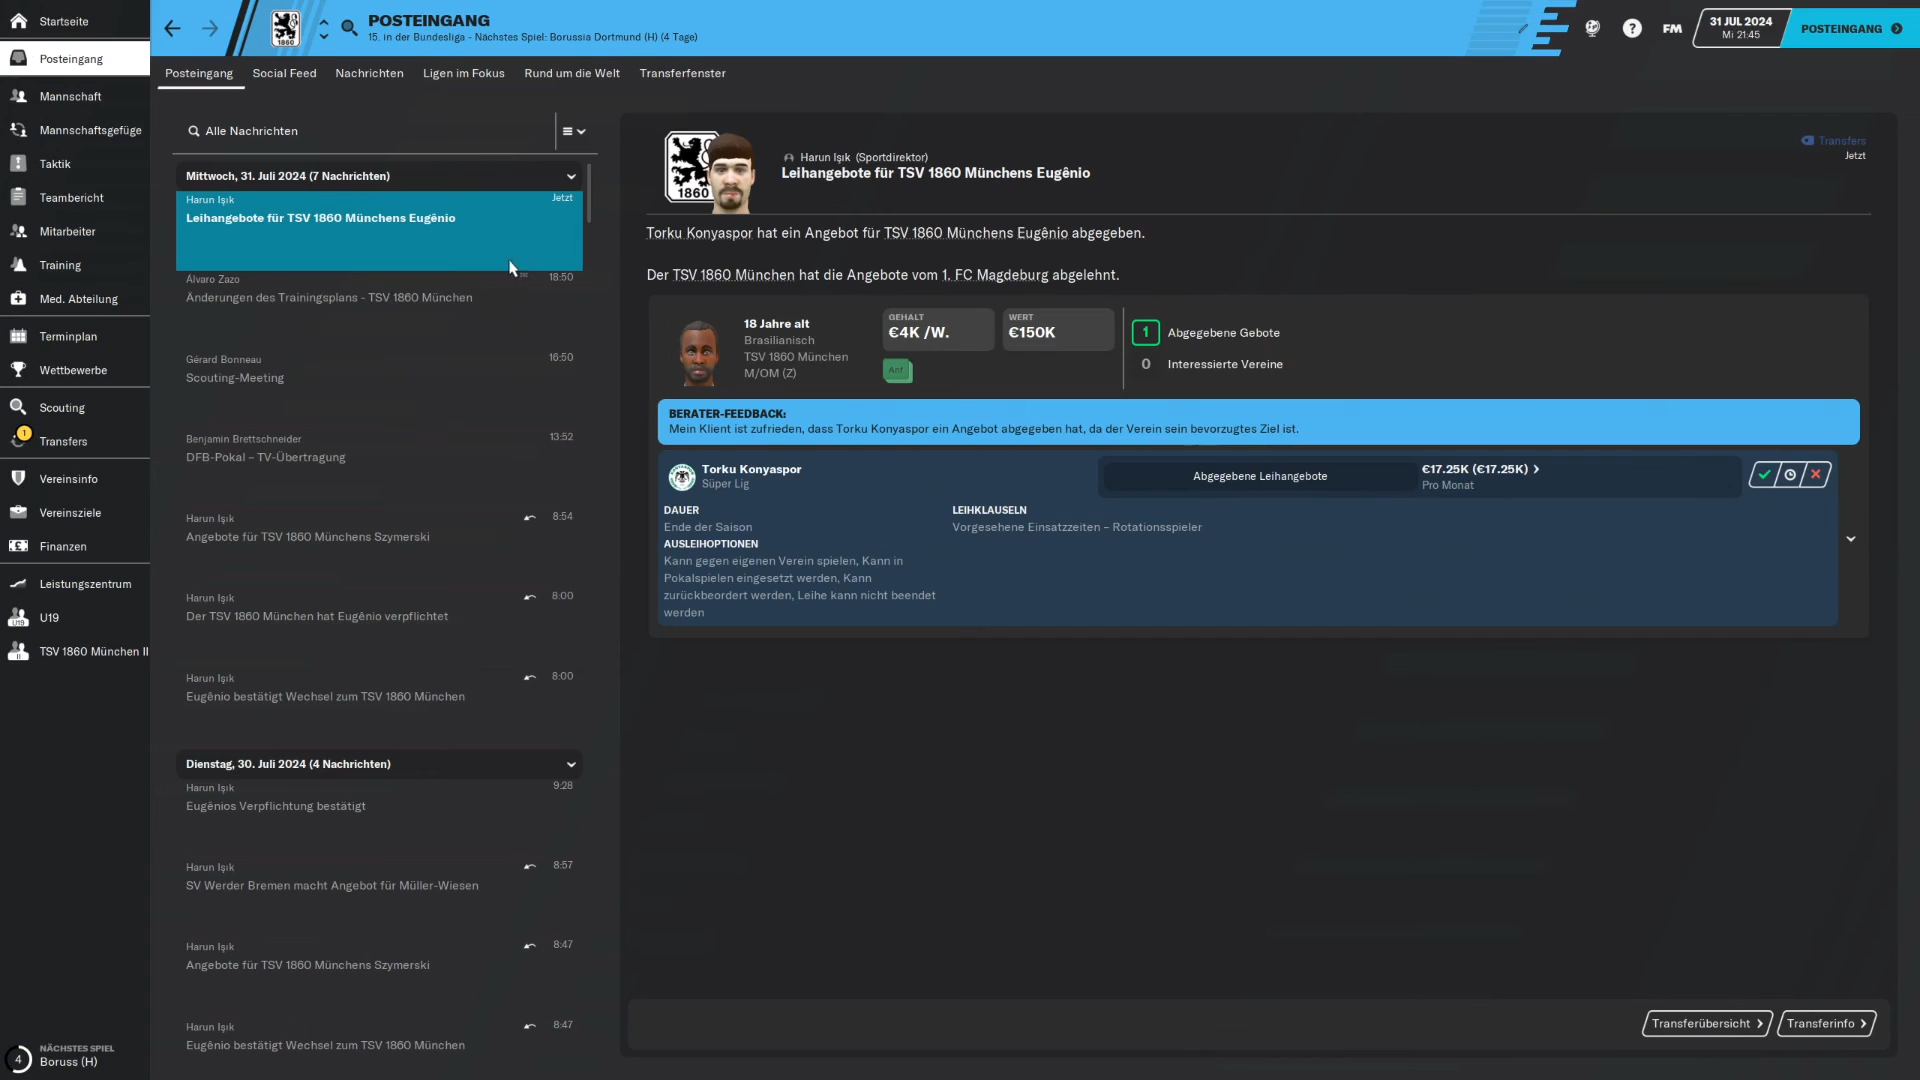 Startseite
Posteingang
Mannschaft
Mannschaftsgefüge
Taktik
Teambericht
Mitarbeiter
Training
Med. Abteilung
Terminplan
Wettbewerbe
Scouting
1
Transfers
Vereinsinfo
Vereinsziele
Finanzen
Leistungszentrum
U19
U19
TSV 1860 München II
II
4
NÄCHSTES SPIEL
Boruss (H)
1860
POSTEINGANG
15. in der Bundesliga - Nächstes Spiel: Borussia Dortmund (H) (4 Tage)
?
FM
31 JUL 2024
Mi 21:45
POSTEINGANG
Posteingang
Social Feed
Nachrichten
Ligen im Fokus
Rund um die Welt
Transferfenster
Alle Nachrichten
Mittwoch, 31. Juli 2024 (7 Nachrichten)
Harun Işık
Jetzt
Leihangebote für TSV 1860 Münchens Eugênio
Álvaro Zazo
18:50
Änderungen des Trainingsplans - TSV 1860 München
Gérard Bonneau
16:50
Scouting-Meeting
Benjamin Brettschneider
13:52
DFB-Pokal – TV-Übertragung
Harun Işık
8:54
Angebote für TSV 1860 Münchens Szymerski
Harun Işık
8:00
Der TSV 1860 München hat Eugênio verpflichtet
Harun Işık
8:00
Eugênio bestätigt Wechsel zum TSV 1860 München
Dienstag, 30. Juli 2024 (4 Nachrichten)
Harun Işık
9:28
Eugênios Verpflichtung bestätigt
Harun Işık
8:57
SV Werder Bremen macht Angebot für Müller-Wiesen
Harun Işık
8:47
Angebote für TSV 1860 Münchens Szymerski
Harun Işık
8:47
Eugênio bestätigt Wechsel zum TSV 1860 München
1860
Harun Işık (Sportdirektor)
Leihangebote für TSV 1860 Münchens Eugênio
Transfers
Jetzt
Torku Konyaspor hat ein Angebot für TSV 1860 Münchens Eugênio abgegeben.
Der TSV 1860 München hat die Angebote vom 1. FC Magdeburg abgelehnt.
18 Jahre alt
Brasilianisch
TSV 1860 München
M/OM (Z)
GEHALT
€4K /W.
WERT
€150K
Anf
1
Abgegebene Gebote
0
Interessierte Vereine
BERATER-FEEDBACK:
Mein Klient ist zufrieden, dass Torku Konyaspor ein Angebot abgegeben hat, da der Verein sein bevorzugtes Ziel ist.
Torku Konyaspor
Süper Lig
Abgegebene Leihangebote
€17.25K (€17.25K)
Pro Monat
DAUER
Ende der Saison
LEIHKLAUSELN
Vorgesehene Einsatzzeiten – Rotationsspieler
AUSLEIHOPTIONEN
Kann gegen eigenen Verein spielen, Kann in
Pokalspielen eingesetzt werden, Kann
zurückbeordert werden, Leihe kann nicht beendet
werden
Transferübersicht
Transferinfo